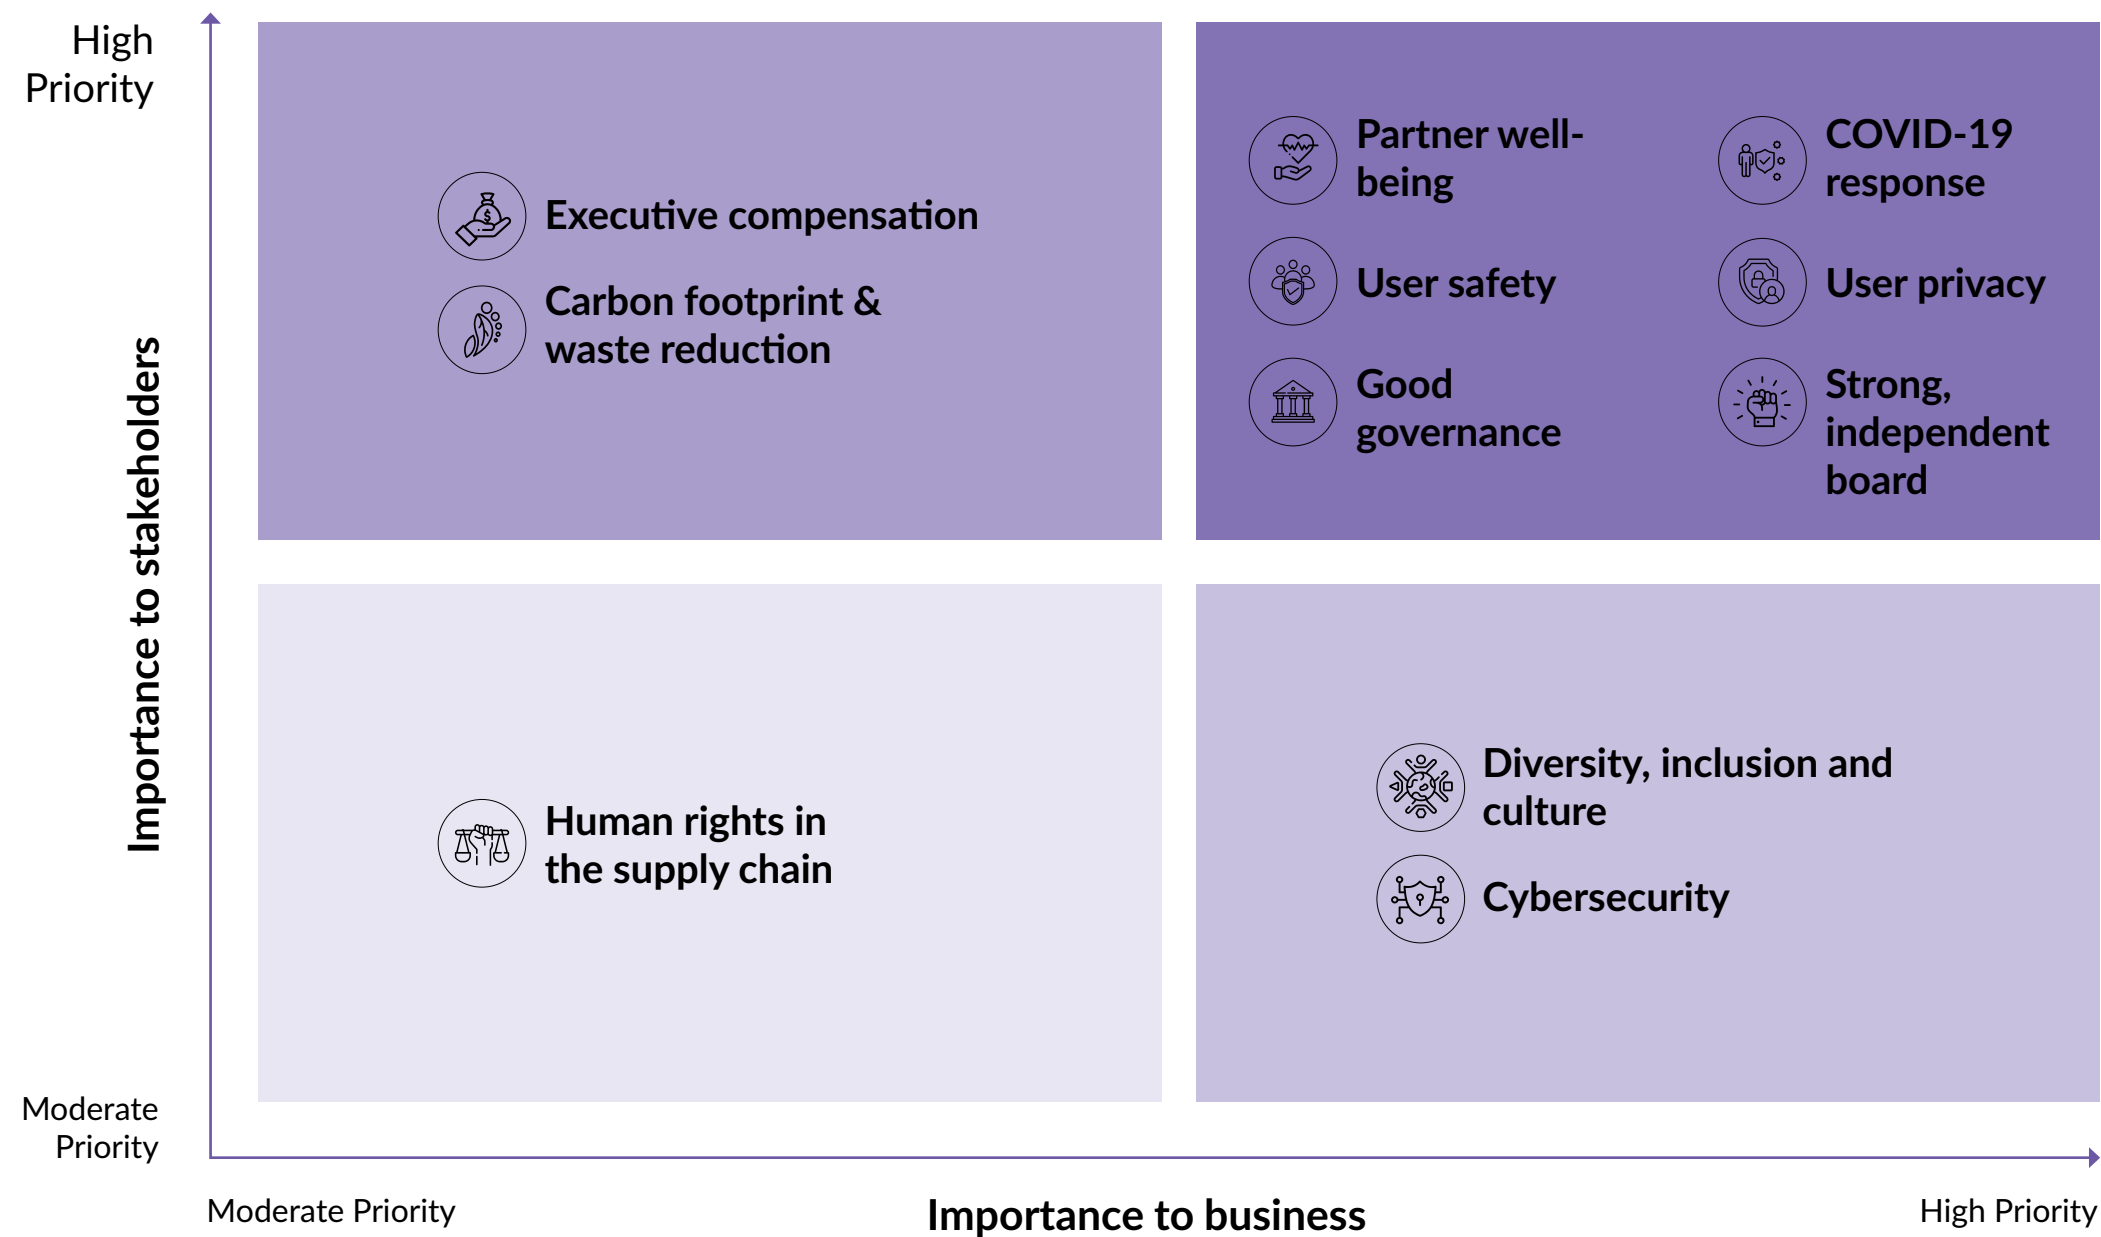 High
Priority
Importance to stakeholders
Moderate
Priority
Executive compensation
Carbon footprint &
waste reduction
Partner well-
being
User safety
Good
governance
COVID-19
response
User privacy
Strong,
independent
board
Human rights in
the supply chain
Diversity, inclusion and
culture
Cybersecurity
Moderate Priority
Importance to business
High Priority